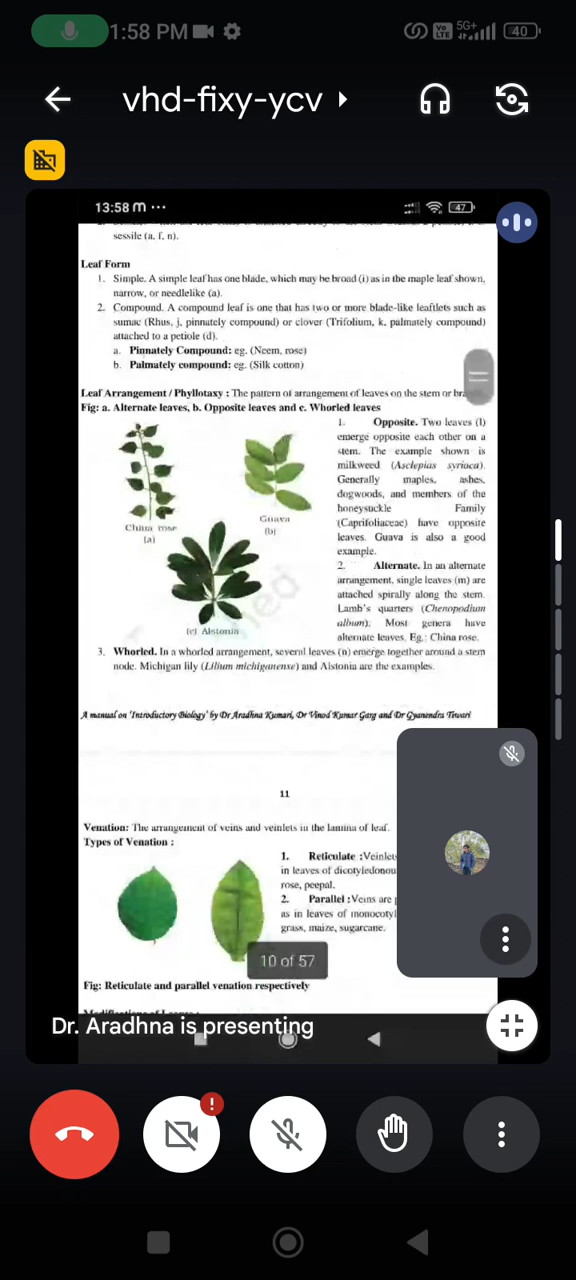 1:58 PM
5G+
40
vhd-fixy-ycv
13:58 m ...
47
sessile (a, f, n).
Leaf Form
1. Simple. A simple leaf has one blade, which may be broad (i) as in the maple leaf shown,
narrow, or needlelike (a).
2. Compound. A compound leaf is one that has two or more blade-like leaflets such as
sumac (Rhus, j, pinnately compound) or clover (Trifolium, k, palmately compound)
attached to a petiole (d).
a. Pinnately Compound: eg. (Neem, rose)
b. Palmately compound: eg. (Silk cotton)
Leaf Arrangement / Phyllotaxy : The pattern of arrangement of leaves on the stem or
Fig: a. Alternate leaves, b. Opposite leaves and c. Whorled leaves
China rose
(a)
Guava
(b)
(c) Alstonia
1. Opposite. Two leaves (l)
emerge opposite each other on a
stem. The example shown is
milkweed (Asclepias syriaca).
Generally maples, ashes,
dogwoods, and members of the
honeysuckle Family
(Caprifoliaceae) have opposite
leaves. Guava is also a good
example.
2. Alternate. In an alternate
arrangement, single leaves (m) are
attached spirally along the stem.
Lamb's quarters (Chenopodium
album). Most genera have
alternate leaves. Eg.: China rose.
3. Whorled. In a whorled arrangement, several leaves (n) emerge together around a stem
node. Michigan lily (Lilium michiganense) and Alstonia are the examples.
A manual on 'Introductory Biology' by Dr Aradhna Kumari, Dr Vinod Kumar Garg and Dr Gyanendra Tiwari
11
Venation: The arrangement of veins and veinlets in the lamina of leaf.
Types of Venation :
1. Reticulate :Veinlets
in leaves of dicotyledonou
rose, peepal.
2. Parallel :Veins are p
as in leaves of monocotyl
grass, maize, sugarcane.
10 of 57
Fig: Reticulate and parallel venation respectively
Dr. Aradhna is presenting